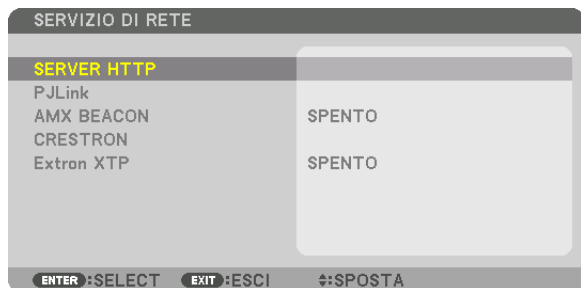 SERVIZIO DI RETE
SERVER HTTP
PJLink
AMX BEACON SPENTO
CRESTRON
Extron XTP SPENTO
ENTER :SELECT EXIT :ESCI :SPOSTA